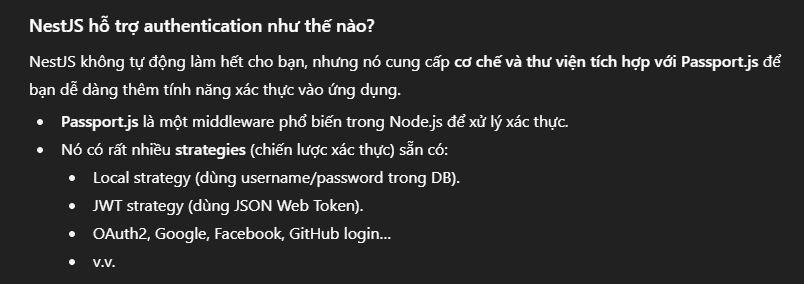 NestJS hỗ trợ authentication như thế nào?
NestJS không tự động làm hết cho bạn, nhưng nó cung cấp cơ chế và thư viện tích hợp với Passport.js để
bạn dễ dàng thêm tính năng xác thực vào ứng dụng.
• Passport.js là một middleware phổ biến trong Node.js để xử lý xác thực.
• Nó có rất nhiều strategies (chiến lược xác thực) sẵn có:
• Local strategy (dùng username/password trong DB).
• JWT strategy (dùng JSON Web Token).
• OAuth2, Google, Facebook, GitHub login...
• v.v.